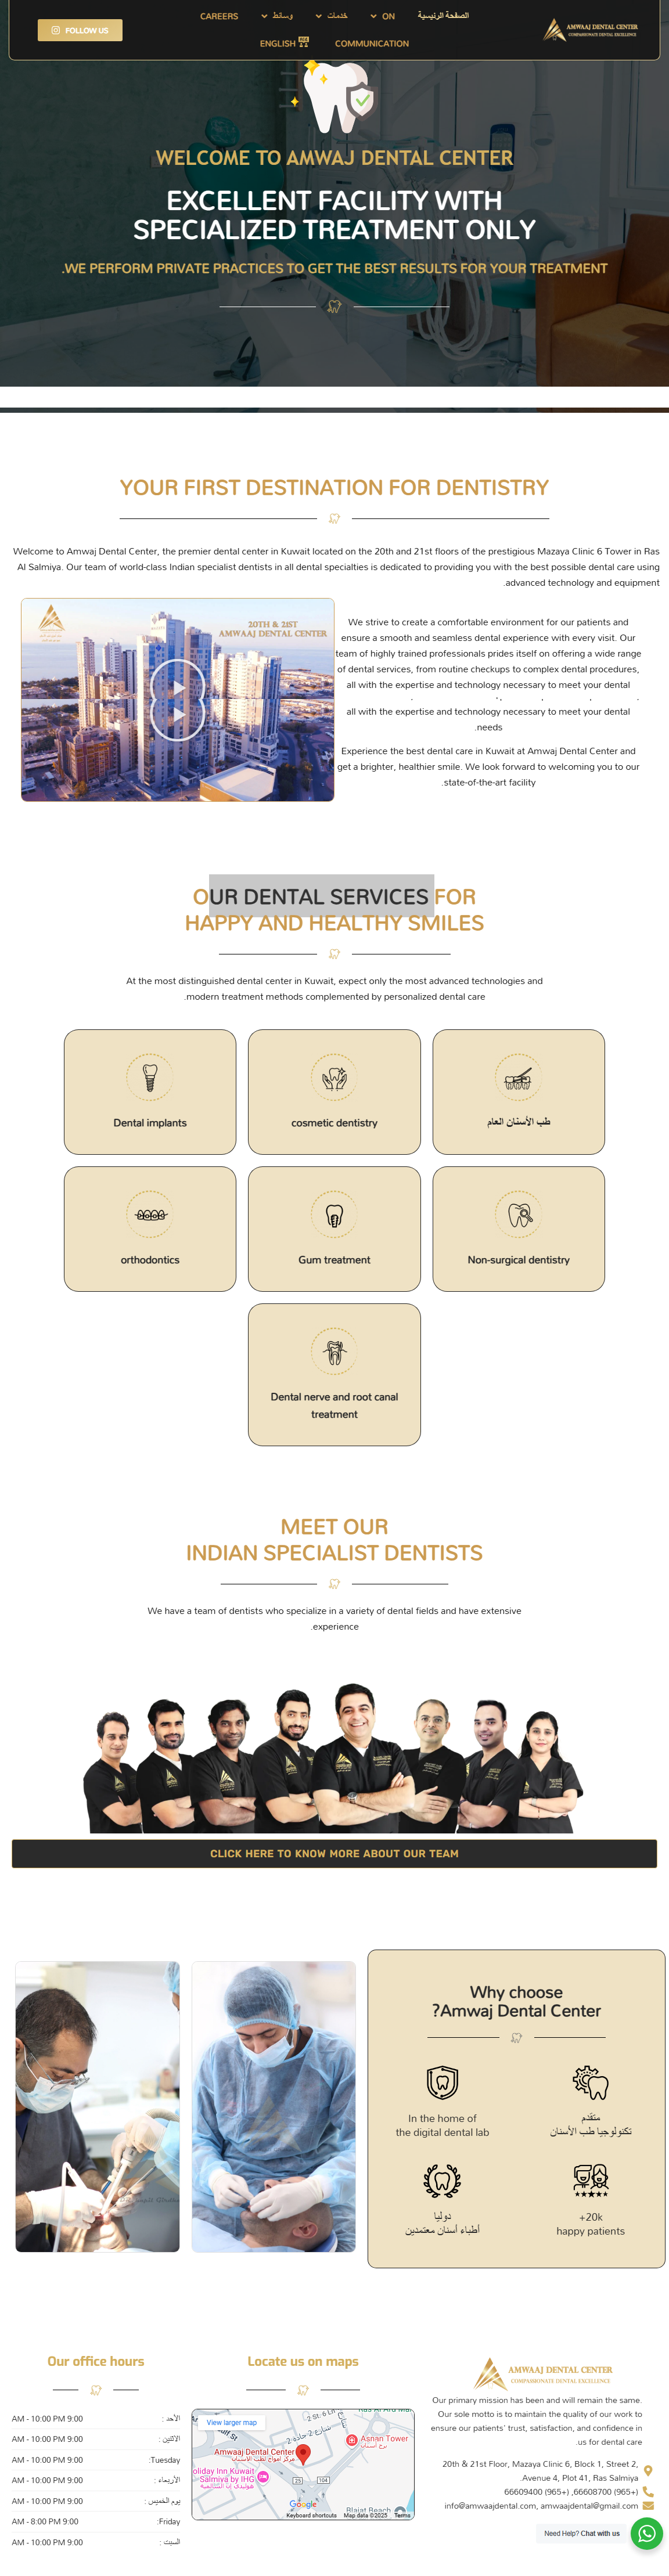 FOLLOW US
CAREERS
وسائط
خدمات
ON
الصفحة الرئيسية
ENGLISH
COMMUNICATION
AMWAAJ DENTAL CENTER
COMPASSIONATE DENTAL EXCELLENCE
WELCOME TO AMWAJ DENTAL CENTER
EXCELLENT FACILITY WITH
SPECIALIZED TREATMENT ONLY
.WE PERFORM PRIVATE PRACTICES TO GET THE BEST RESULTS FOR YOUR TREATMENT
YOUR FIRST DESTINATION FOR DENTISTRY
Welcome to Amwaj Dental Center, the premier dental center in Kuwait located on the 20th and 21st floors of the prestigious Mazaya Clinic 6 Tower in Ras
Al Salmiya. Our team of world-class Indian specialist dentists in all dental specialties is dedicated to providing you with the best possible dental care using
.advanced technology and equipment
20TH & 21ST
AMWAAJ DENTAL CENTER
We strive to create a comfortable environment for our patients and
ensure a smooth and seamless dental experience with every visit. Our
team of highly trained professionals prides itself on offering a wide range
of dental services, from routine checkups to complex dental procedures,
all with the expertise and technology necessary to meet your dental
all with the expertise and technology necessary to meet your dental
.needs
Experience the best dental care in Kuwait at Amwaj Dental Center and
get a brighter, healthier smile. We look forward to welcoming you to our
.state-of-the-art facility
OUR DENTAL SERVICES FOR
HAPPY AND HEALTHY SMILES
At the most distinguished dental center in Kuwait, expect only the most advanced technologies and
.modern treatment methods complemented by personalized dental care
Dental implants
cosmetic dentistry
طب الأسنان العام
orthodontics
Gum treatment
Non-surgical dentistry
Dental nerve and root canal
treatment
MEET OUR
INDIAN SPECIALIST DENTISTS
We have a team of dentists who specialize in a variety of dental fields and have extensive
.experience
CLICK HERE TO KNOW MORE ABOUT OUR TEAM
Why choose
?Amwaj Dental Center
In the home of
the digital dental lab
متقدم
تكنولوجيا طب الأسنان
دوليا
أطباء أسنان معتمدين
+20k
happy patients
Our office hours
AM - 10:00 PM 9:00 الأحد :
AM - 10:00 PM 9:00 الاثنين :
AM - 10:00 PM 9:00 :Tuesday
AM - 10:00 PM 9:00 الأربعاء :
AM - 10:00 PM 9:00 يوم الخميس :
AM - 8:00 PM 9:00 :Friday
AM - 10:00 PM 9:00 السبت :
Locate us on maps
View larger map
Asnan Tower
برج أسنان
Amwaaj Dental Center
مركز أمواج لطب الأسنان
oliday Inn Kuwait
Salmiya by IHG
25
104
Blajat Beach
Google
Keyboard shortcuts
Map data ©2025
Terms
AMWAAJ DENTAL CENTER
COMPASSIONATE DENTAL EXCELLENCE
Our primary mission has been and will remain the same.
Our sole motto is to maintain the quality of our work to
ensure our patients' trust, satisfaction, and confidence in
.us for dental care
20th & 21st Floor, Mazaya Clinic 6, Block 1, Street 2,
.Avenue 4, Plot 41, Ras Salmiya
66609400 (965+) ,66608700 (965+)
info@amwaajdental.com, amwaajdental@gmail.com
Need Help? Chat with us